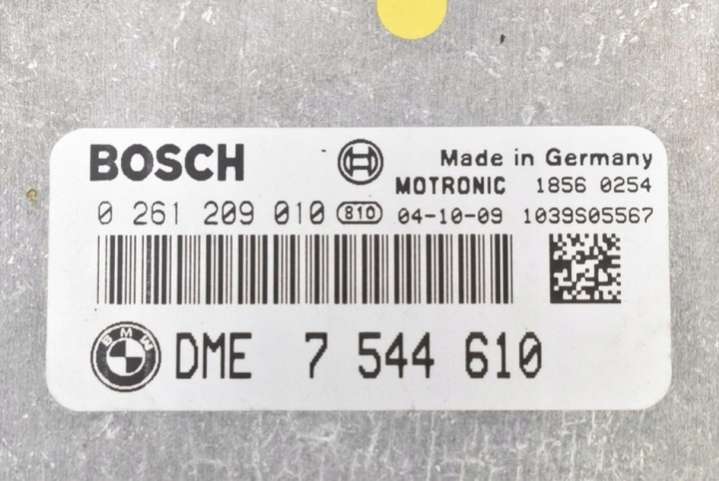 BOSCH Made in Germany
MOTRONIC 1856 0254
0 261 209 010 810 04-10-09 1039S05567
BMW DME 7 544 610